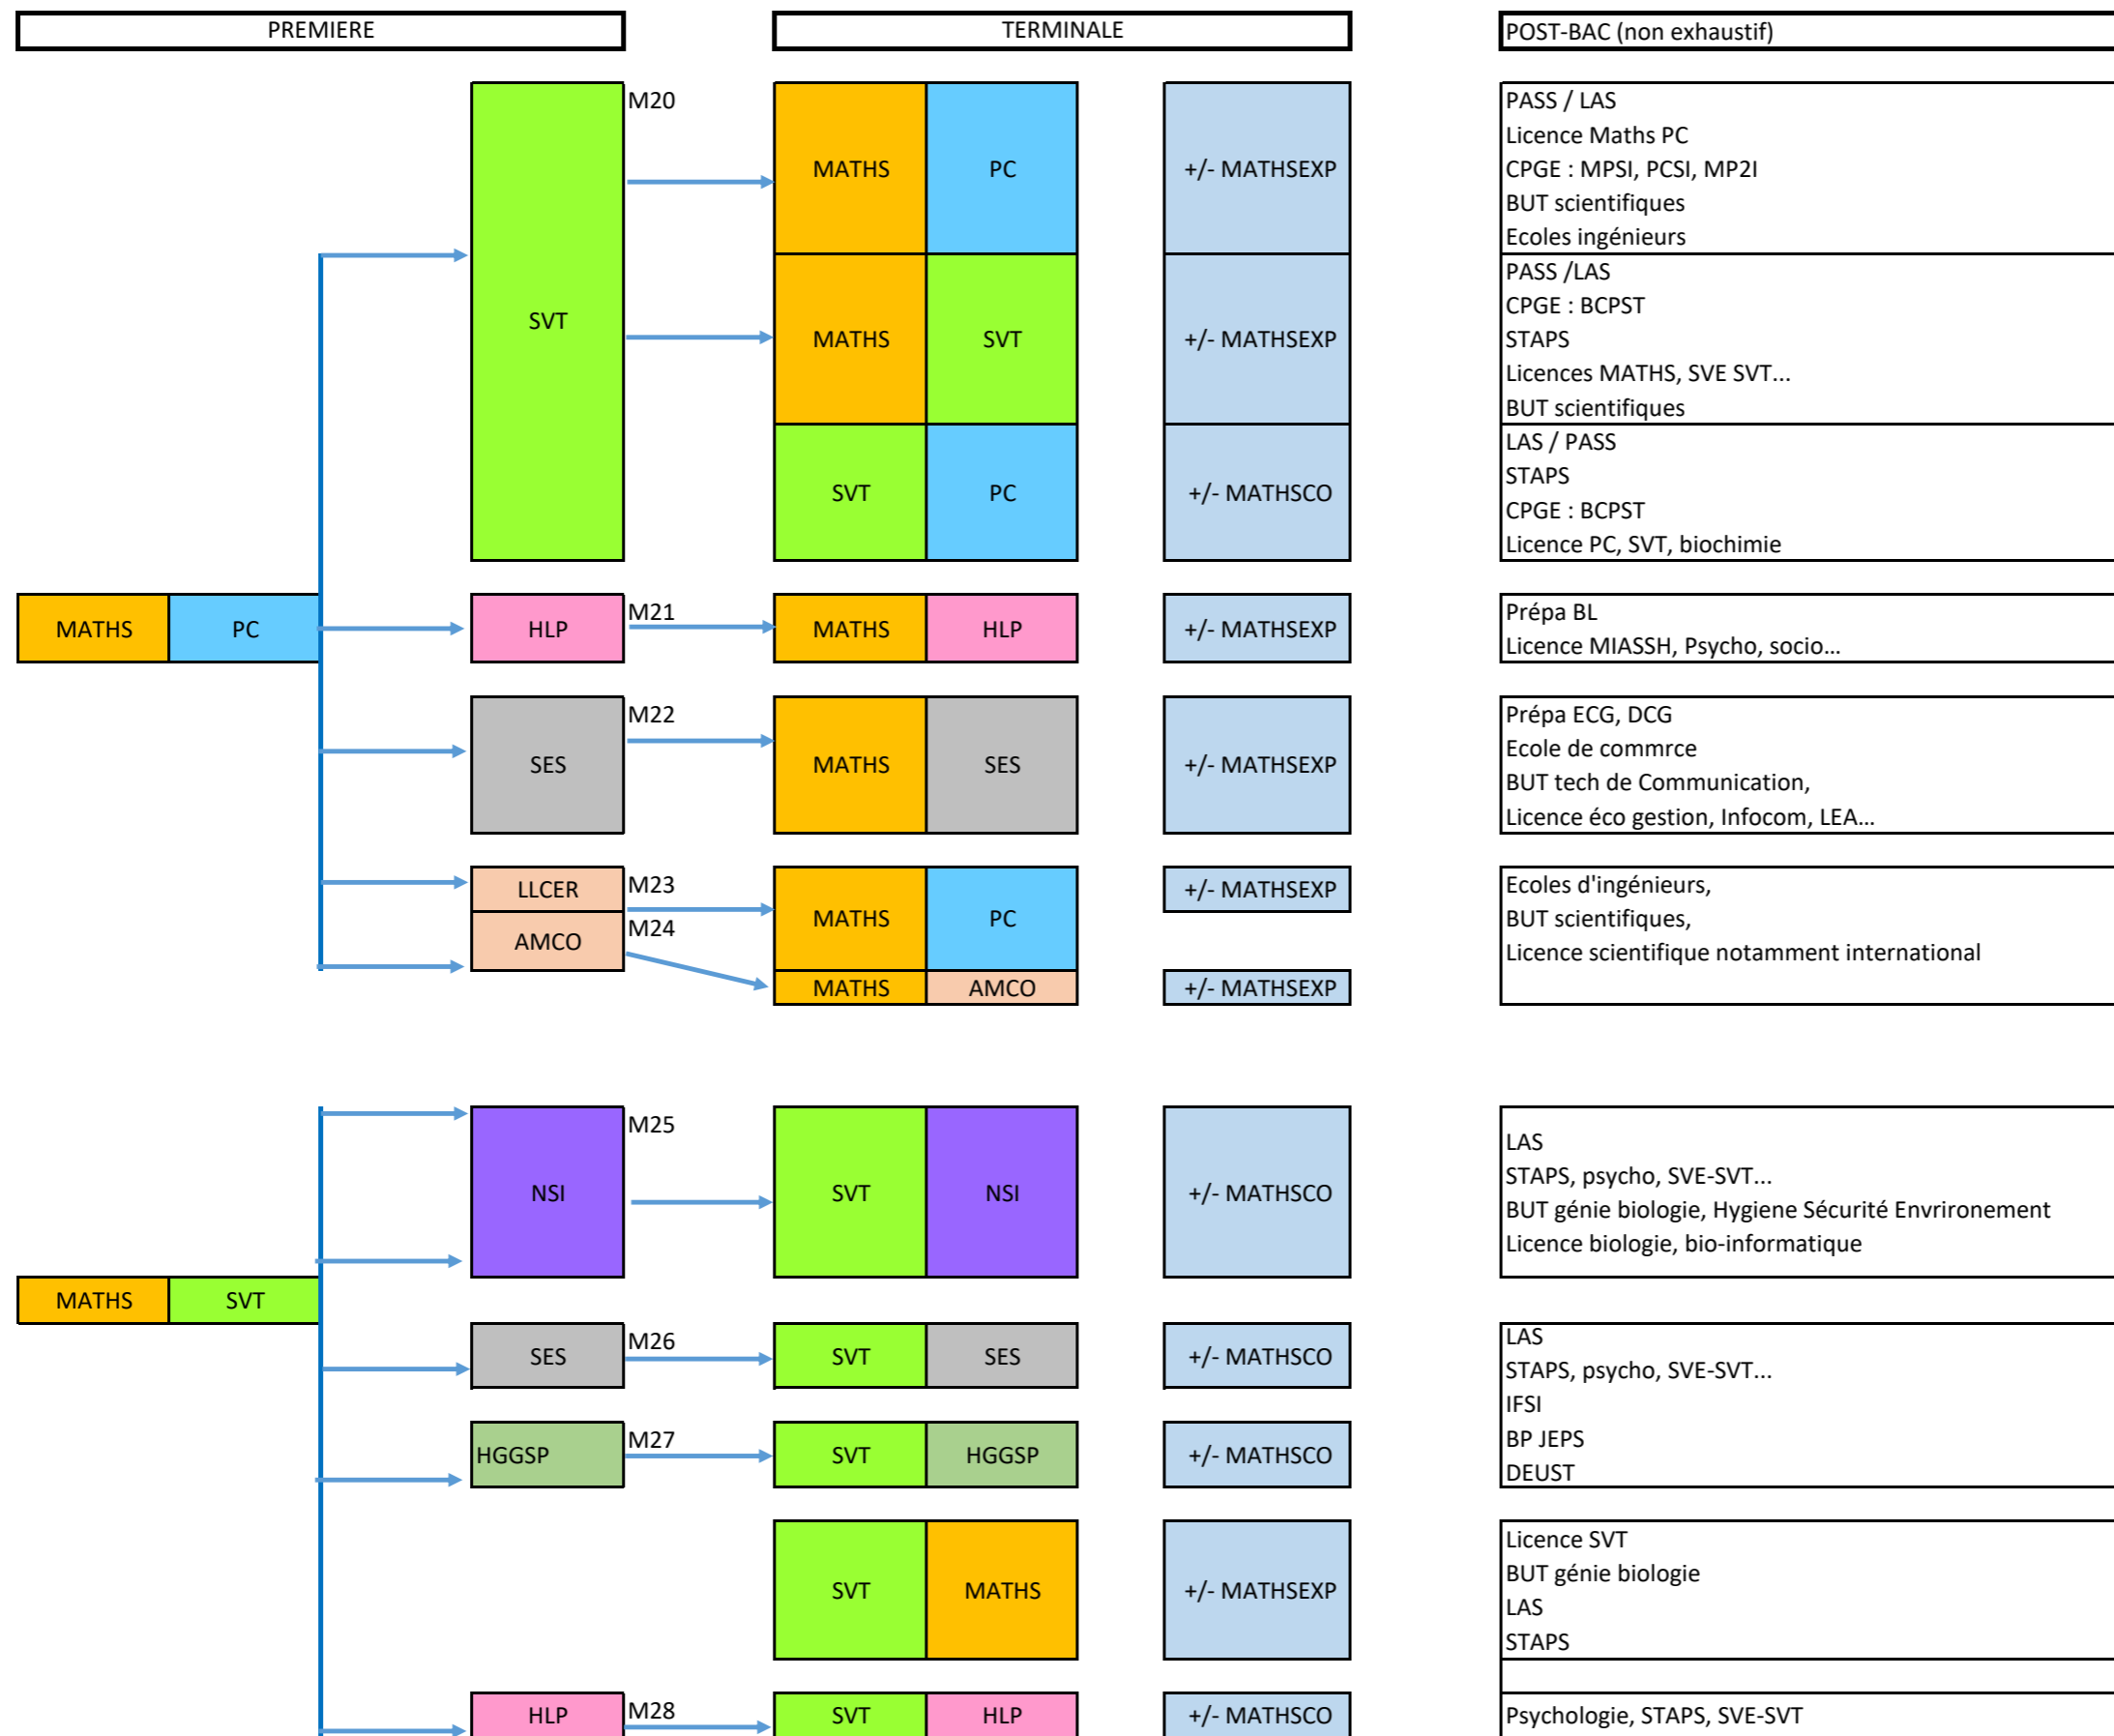 PREMIERE
TERMINALE
POST-BAC (non exhaustif)
SVT
M20
MATHS PC
+/- MATHSEXP
PASS / LAS
Licence Maths PC
CPGE : MPSI, PCSI, MP2I
BUT scientifiques
Ecoles ingénieurs
MATHS SVT
+/- MATHSEXP
PASS /LAS
CPGE : BCPST
STAPS
Licences MATHS, SVE SVT...
BUT scientifiques
SVT PC
+/- MATHSCO
LAS / PASS
STAPS
CPGE : BCPST
Licence PC, SVT, biochimie
MATHS PC
HLP
M21
MATHS HLP
+/- MATHSEXP
Prépa BL
Licence MIASSH, Psycho, socio...
SES
M22
MATHS SES
+/- MATHSEXP
Prépa ECG, DCG
Ecole de commrce
BUT tech de Communication,
Licence éco gestion, Infocom, LEA...
LLCER
M23
AMCO
M24
MATHS PC
+/- MATHSEXP
MATHS AMCO
+/- MATHSEXP
Ecoles d'ingénieurs,
BUT scientifiques,
Licence scientifique notamment international
MATHS SVT
NSI
M25
SVT NSI
+/- MATHSCO
LAS
STAPS, psycho, SVE-SVT...
BUT génie biologie, Hygiene Sécurité Envrironement
Licence biologie, bio-informatique
SES
M26
SVT SES
+/- MATHSCO
HGGSP
M27
SVT HGGSP
+/- MATHSCO
LAS
STAPS, psycho, SVE-SVT...
IFSI
BP JEPS
DEUST
SVT MATHS
+/- MATHSEXP
Licence SVT
BUT génie biologie
LAS
STAPS
HLP
M28
SVT HLP
+/- MATHSCO
Psychologie, STAPS, SVE-SVT